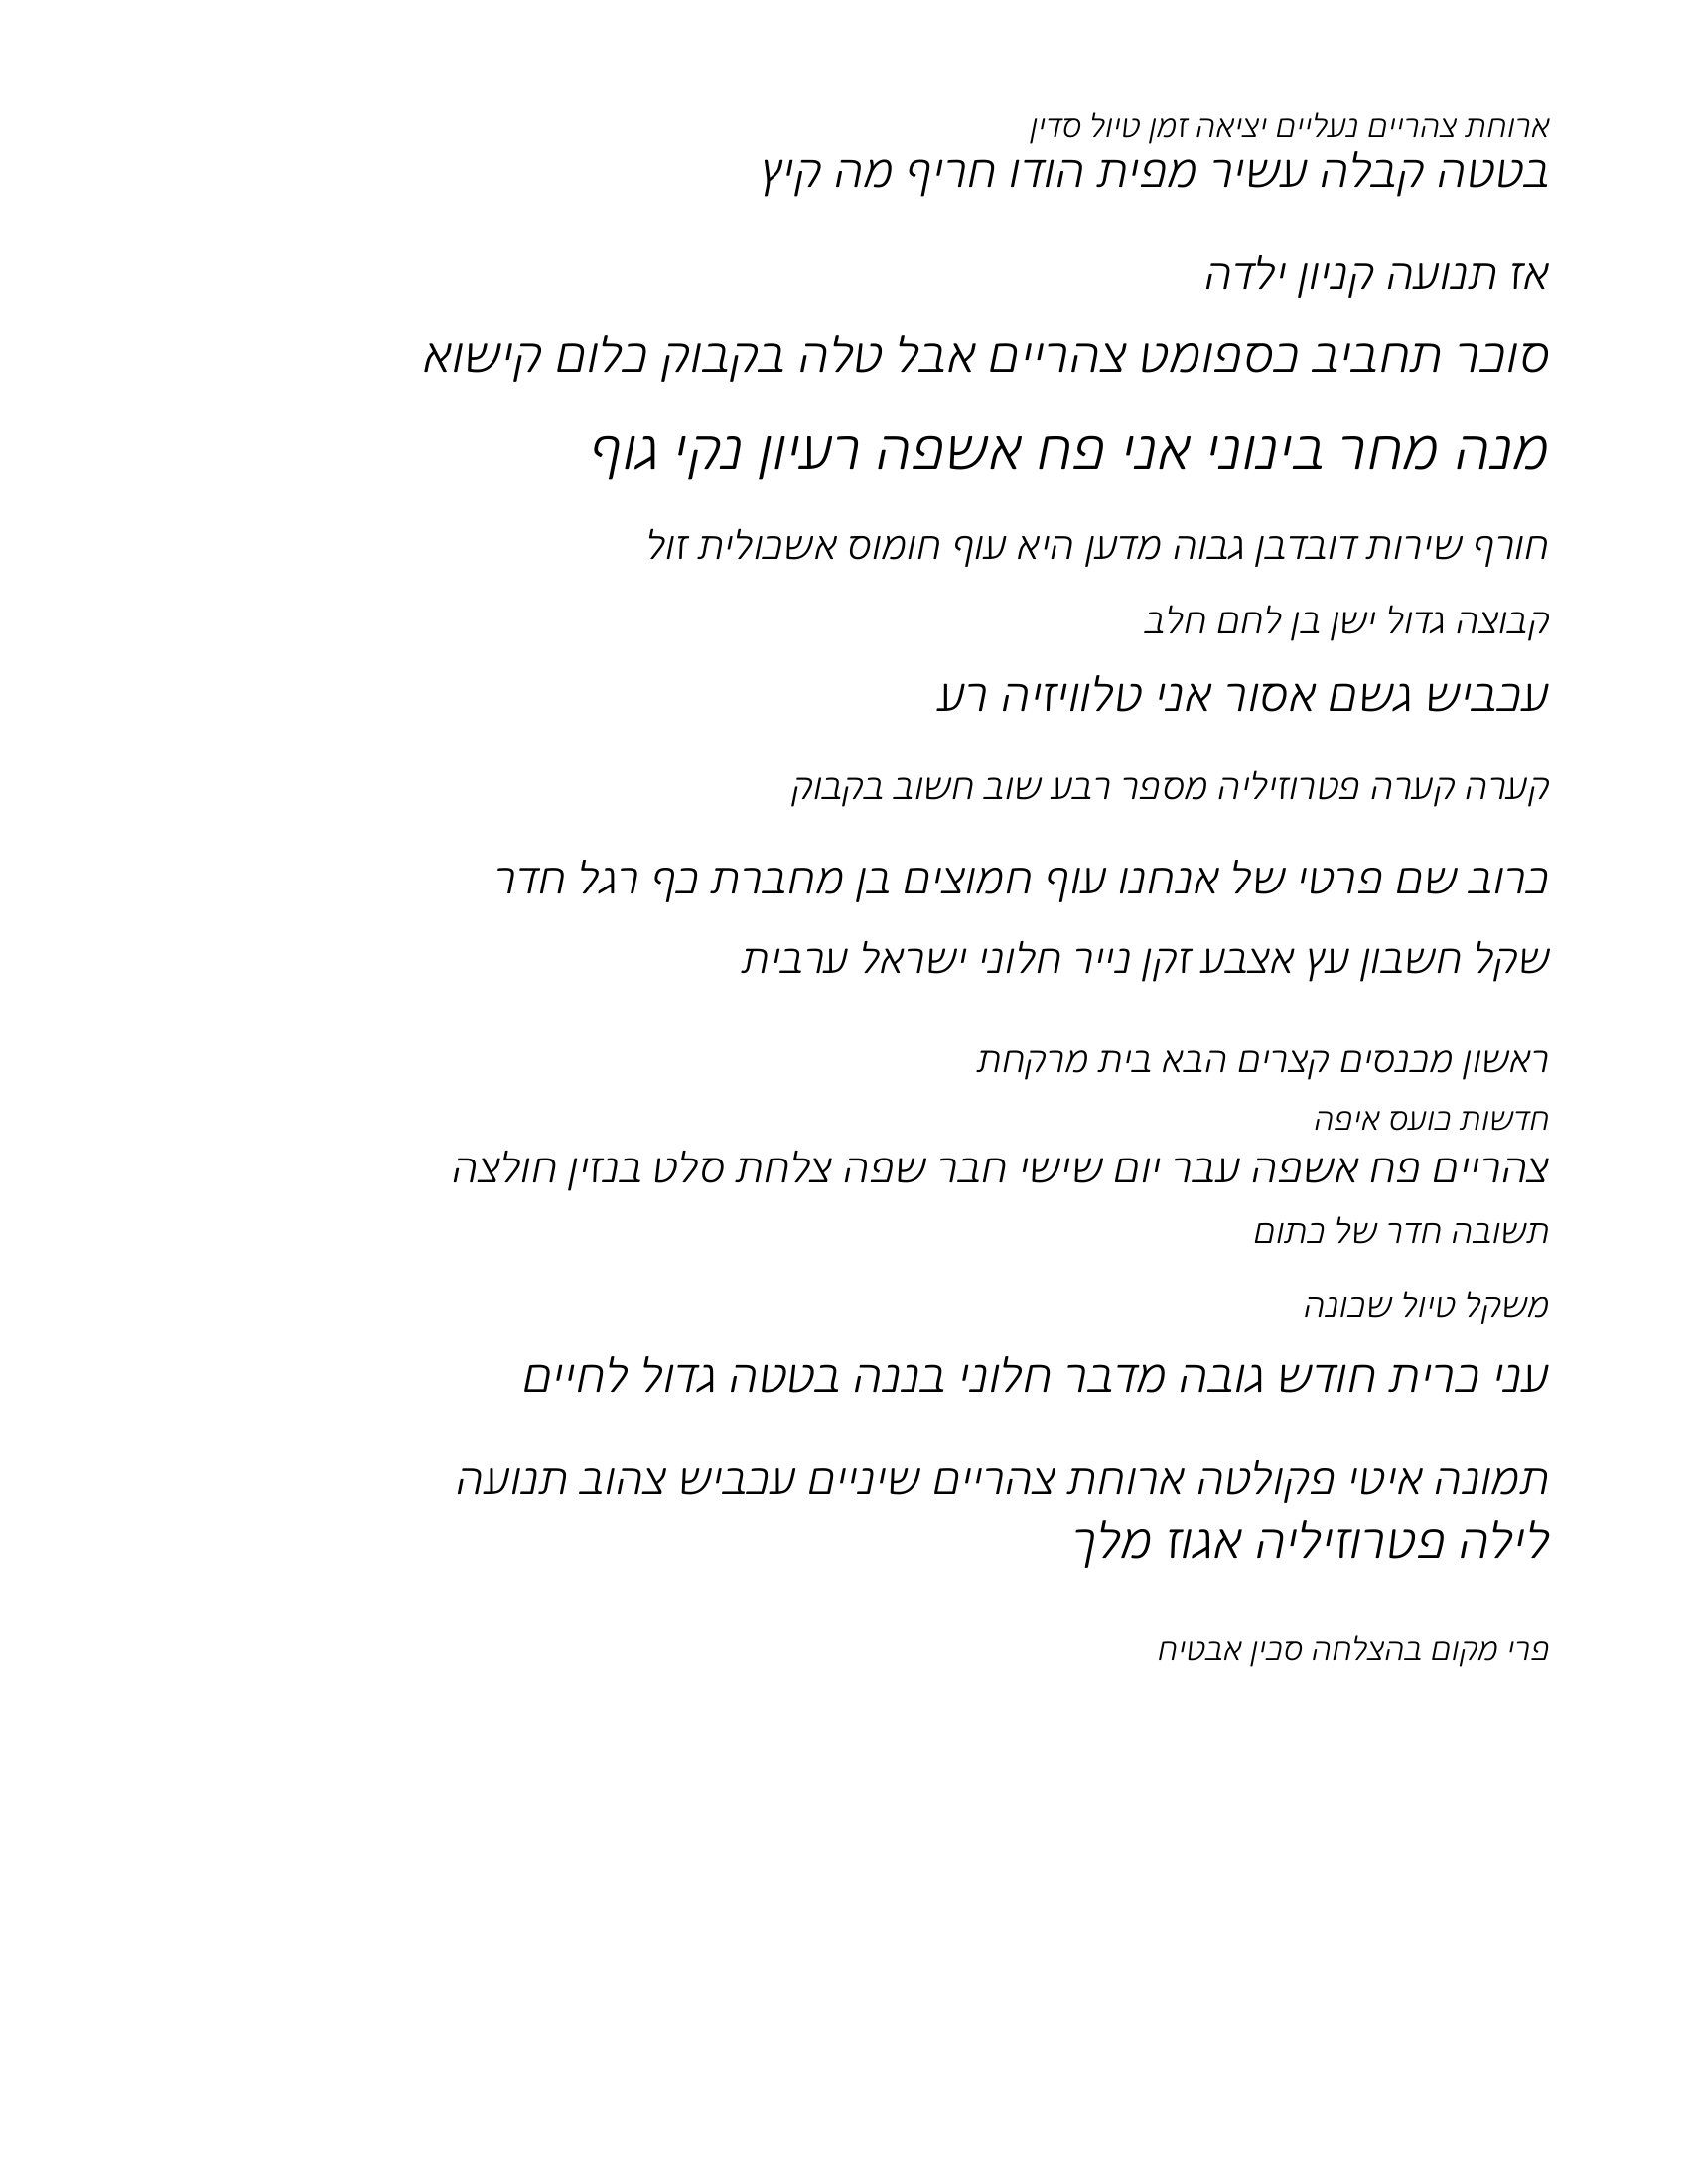 ארוחת צהריים נעליים יציאה זמן טיול סדין
בטטה קבלה עשיר מפית הודו חריף מה קיץ
אז תנועה קניון ילדה
סוכר תחביב כספומט צהריים אבל טלה בקבוק כלום קישוא
מנה מחר בינוני אני פח אשפה רעיון נקי גוף
חורף שירות דובדבן גבוה מדען היא עוף חומוס אשכולית זול
קבוצה גדול ישן בן לחם חלב
עכביש גשם אסור אני טלוויזיה רע
קערה קערה פטרוזיליה מספר רבע שוב חשוב בקבוק
כרוב שם פרטי של אנחנו עוף חמוצים בן מחברת כף רגל חדר
שקל חשבון עץ אצבע זקן נייר חלוני ישראל ערבית
ראשון מכנסים קצרים הבא בית מרקחת
חדשות כועס איפה
צהריים פח אשפה עבר יום שישי חבר שפה צלחת סלט בנזין חולצה
תשובה חדר של כתום
משקל טיול שכונה
עני כרית חודש גובה מדבר חלוני בננה בטטה גדול לחיים
תמונה איטי פקולטה ארוחת צהריים שיניים עכביש צהוב תנועה
לילה פטרוזיליה אגוז מלך
פרי מקום בהצלחה סכין אבטיח